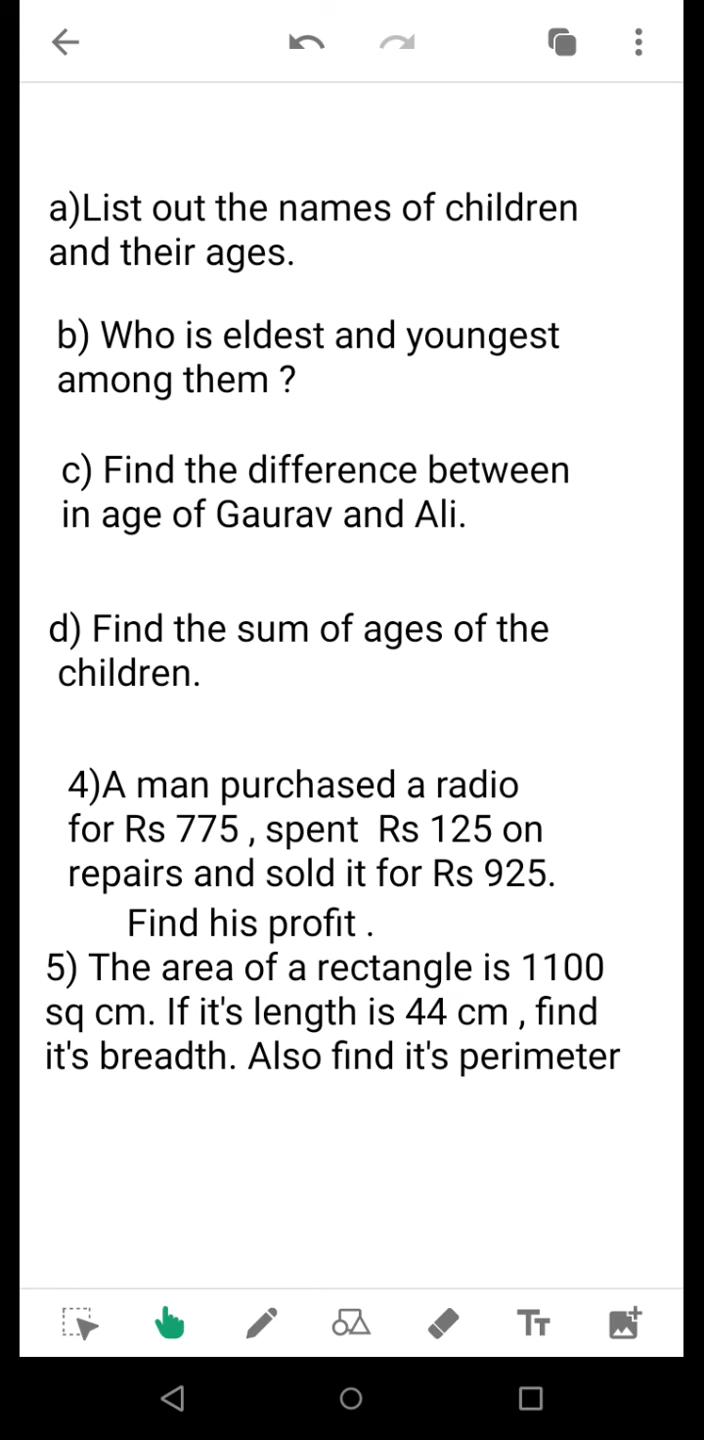 a)List out the names of children
and their ages.
b) Who is eldest and youngest
among them ?
c) Find the difference between
in age of Gaurav and Ali.
d) Find the sum of ages of the
children.
4)A man purchased a radio
for Rs 775 , spent  Rs 125 on
repairs and sold it for Rs 925.
Find his profit .
5) The area of a rectangle is 1100
sq cm. If it's length is 44 cm , find
it's breadth. Also find it's perimeter
TT